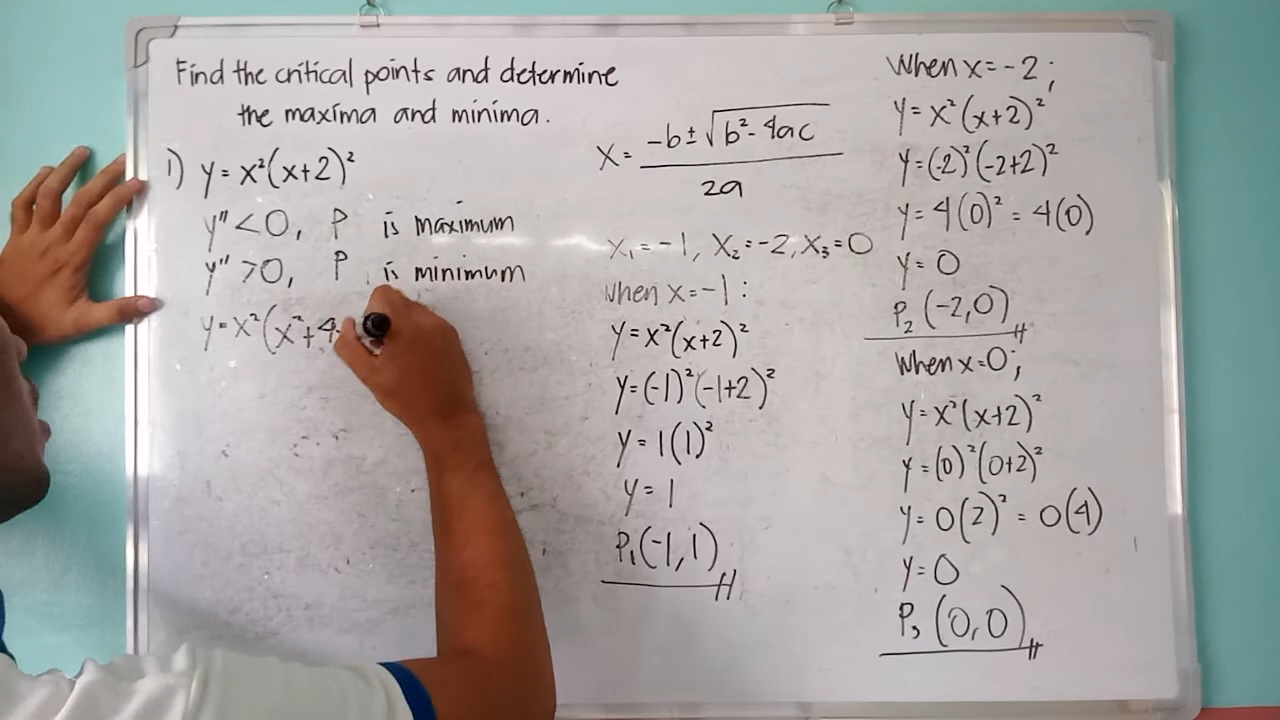 Find the critical points and determine
the maxima and minima.
1) y = x²(x+2)²
y" < 0, P is maximum
y" > 0, P is minimum
y = x²(x²+4
x = (-b ± √(b² - 4ac)) / 2a
x₁ = -1, x₂ = -2, x₃ = 0
when x = -1 :
y = x²(x+2)²
y = (-1)²(-1+2)²
y = 1(1)²
y = 1
P₁(-1, 1)
When x = -2 ;
y = x²(x+2)²
y = (-2)²(-2+2)²
y = 4(0)² = 4(0)
y = 0
P₂(-2,0)
When x = 0;
y = x²(x+2)²
y = (0)²(0+2)²
y = 0(2)² = 0(4)
y = 0
P₃(0,0)